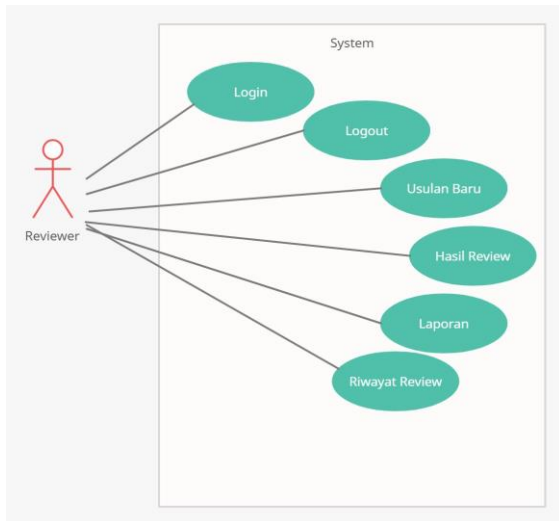 System
Login
Logout
Usulan Baru
Reviewer
Hasil Review
Laporan
Riwayat Review